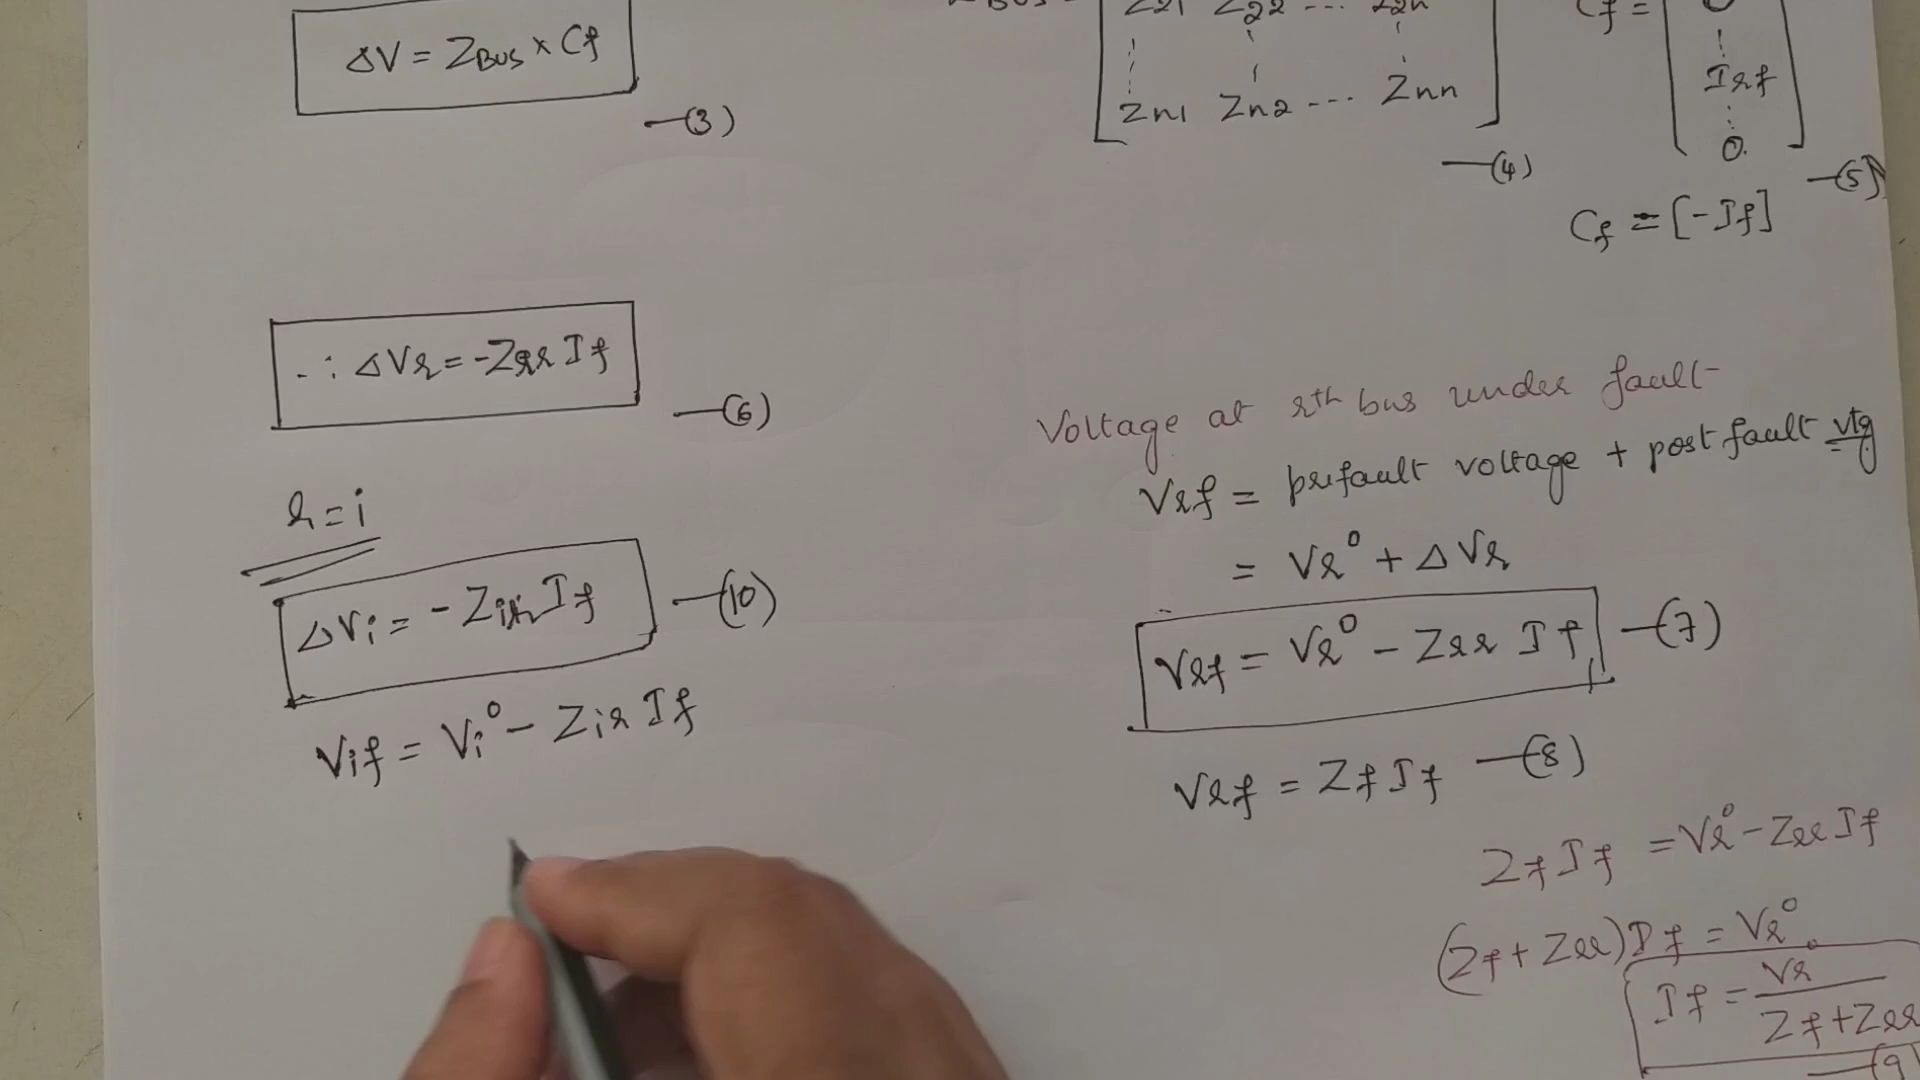 ΔV = ZBUS × Cf
—(3)
Z21 Z22 ... Z2n
Zn1 Zn2 ... Znn
—(4)
Cf =
Irf
0.
—(5)
Cf = [-If]
∴ ΔVr = -Zrr If
—(6)
r = i
ΔVi = - Zir If —(10)
Vif = Vi⁰ - Zir If
Voltage at rth bus under fault
Vrf = prefault voltage + post fault vtg
= Vr⁰ + ΔVr
Vrf = Vr⁰ - Zrr If —(7)
Vrf = Zf If —(8)
Zf If = Vr⁰ - Zrr If
(Zf + Zrr) If = Vr⁰
If = Vr⁰ / Zf + Zrr
—(9)